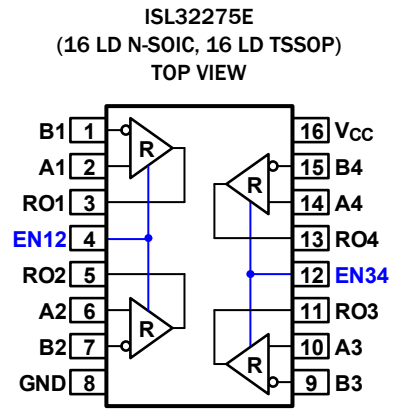 ISL32275E
(16 LD N-SOIC, 16 LD TSSOP)
TOP VIEW
B1 1 R 16 VCC
A1 2 R 15 B4
RO1 3 14 A4
EN12 4 13 RO4
RO2 5 12 EN34
A2 6 11 RO3
B2 7 R 10 A3
GND 8 R 9 B3